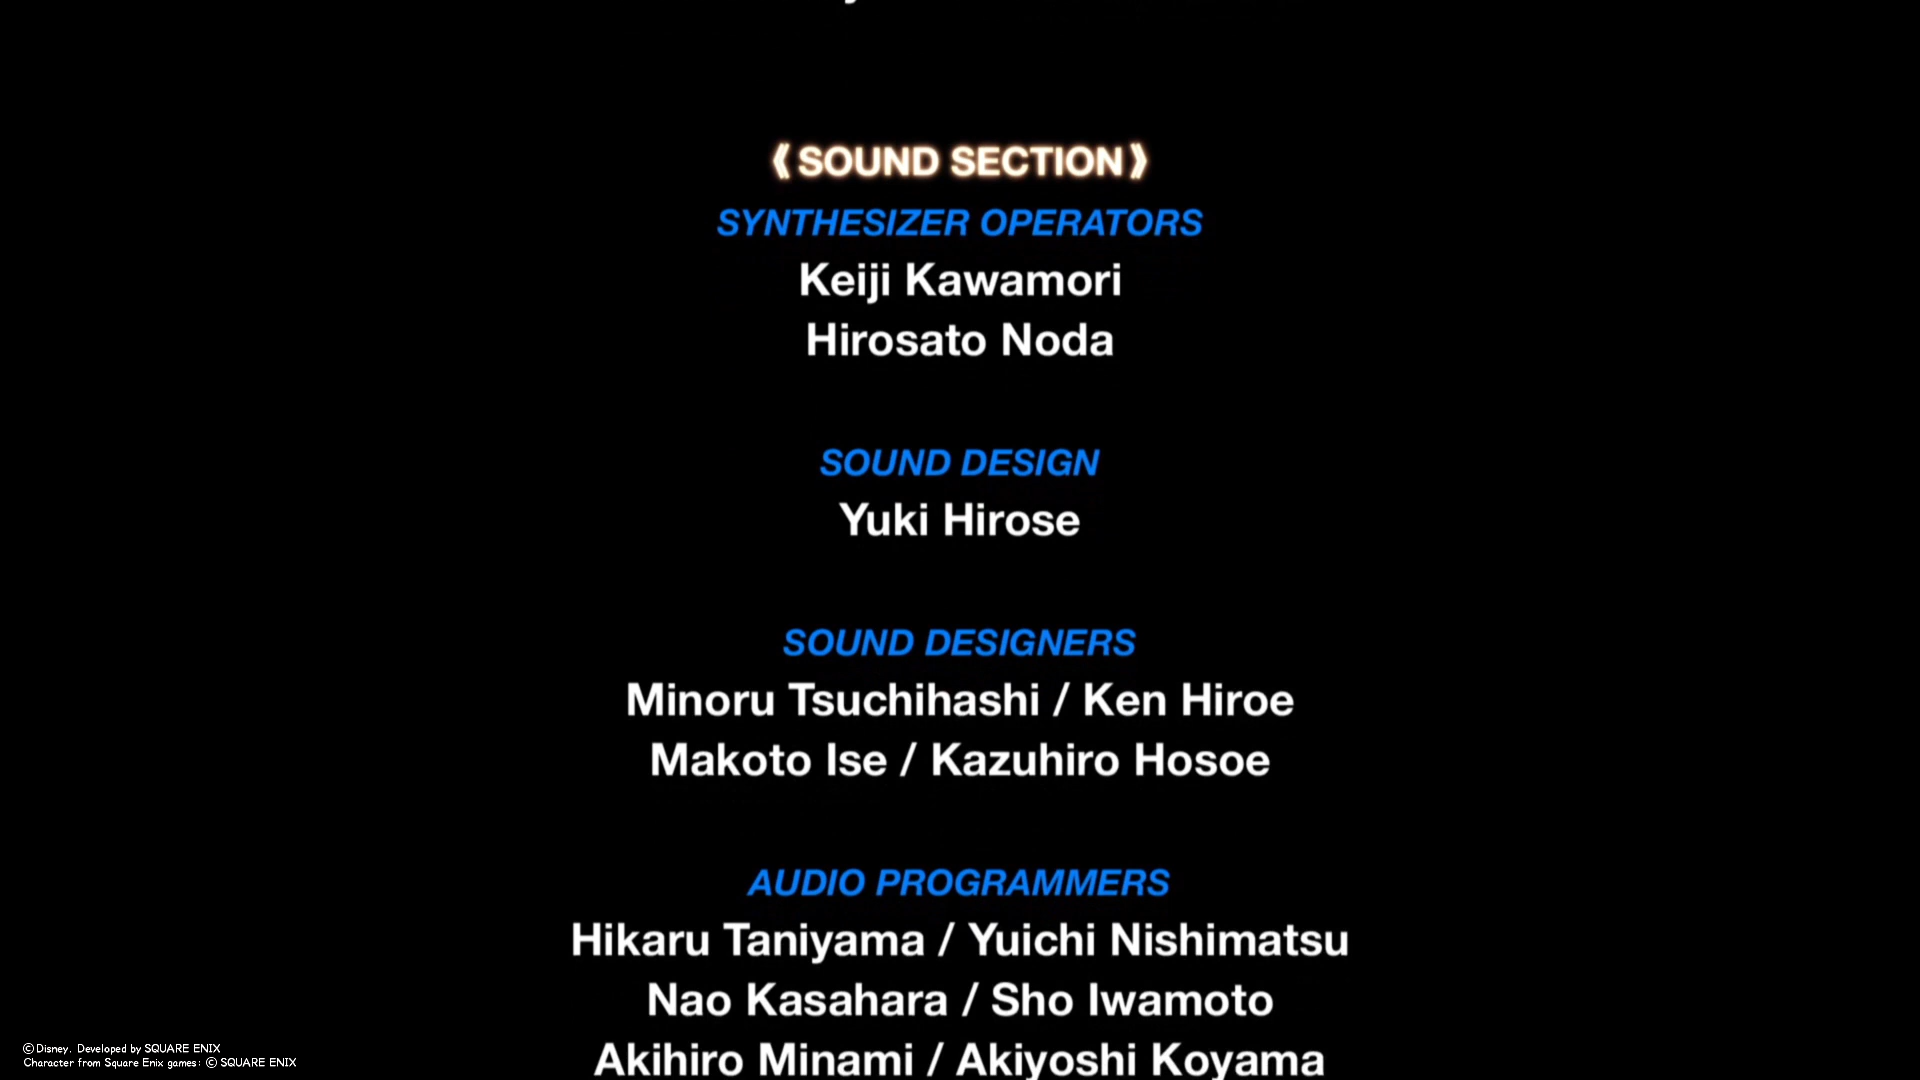 《SOUND SECTION》
SYNTHESIZER OPERATORS
Keiji Kawamori
Hirosato Noda
SOUND DESIGN
Yuki Hirose
SOUND DESIGNERS
Minoru Tsuchihashi / Ken Hiroe
Makoto Ise / Kazuhiro Hosoe
AUDIO PROGRAMMERS
Hikaru Taniyama / Yuichi Nishimatsu
Nao Kasahara / Sho Iwamoto
Akihiro Minami / Akiyoshi Koyama
©Disney. Developed by SQUARE ENIX
Character from Square Enix games: © SQUARE ENIX